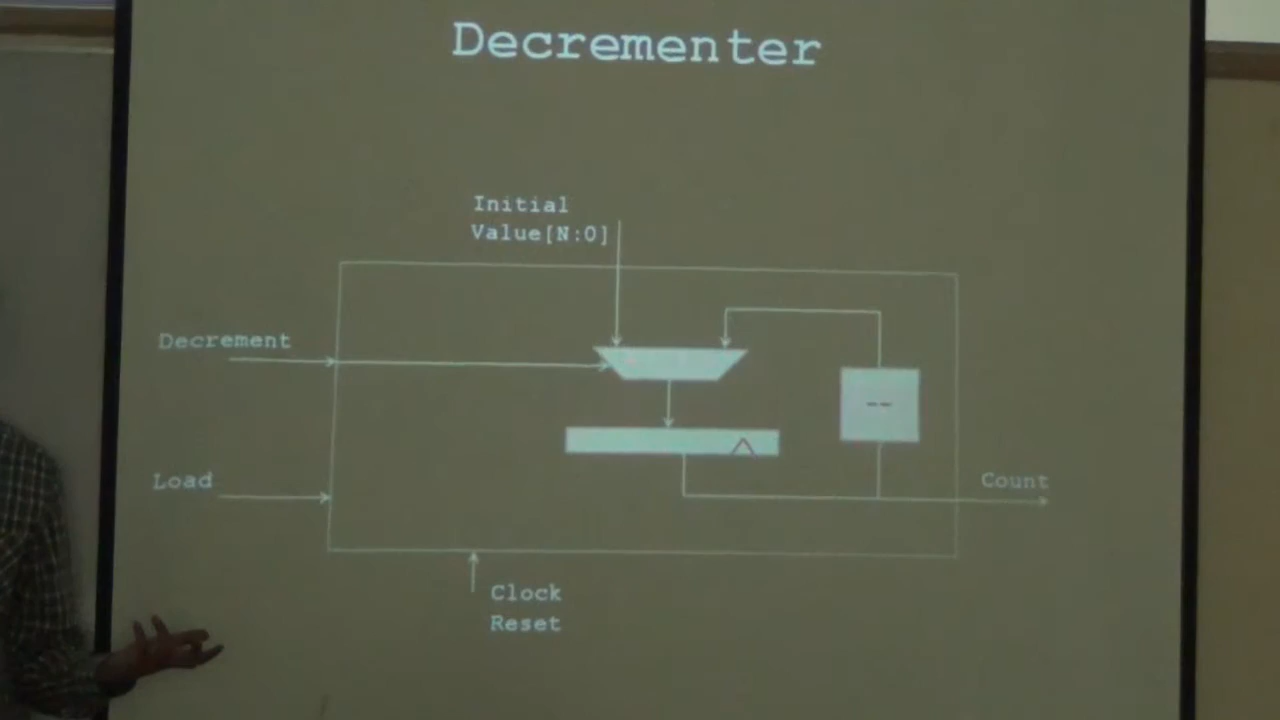 Decrementer
Initial
Value[N:0]
Decrement
--
Load
Count
Clock
Reset